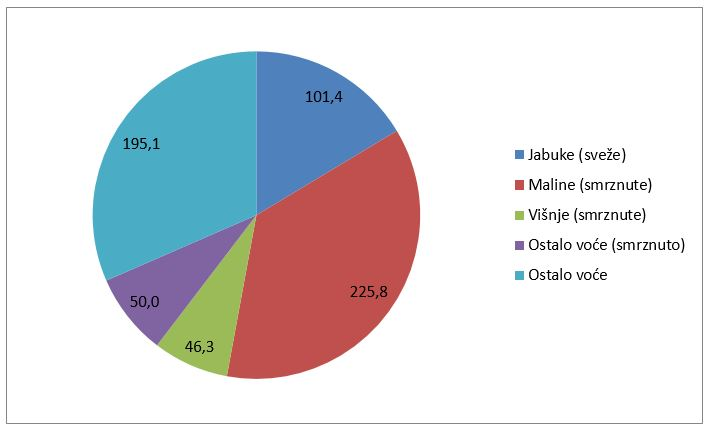 101,4
195,1
225,8
50,0
46,3
Jabuke (sveže)
Maline (smrznute)
Višnje (smrznute)
Ostalo voće (smrznuto)
Ostalo voće